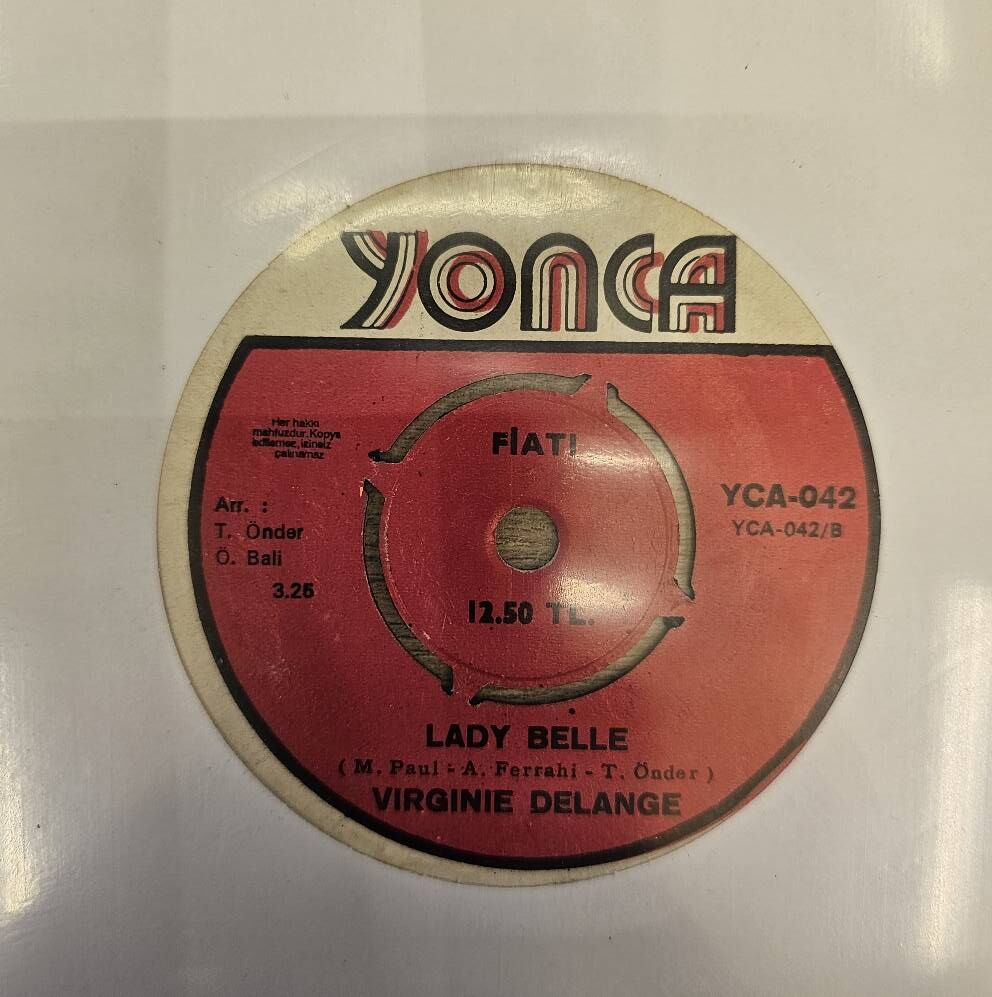 YONCA
Her hakkı
mahfuzdur. Kopya
edilemez, izinsiz
çalınamaz
FİATI
YCA-042
YCA-042/B
Arr. :
T. Önder
Ö. Bali
3.25
12.50 TL.
LADY BELLE
( M. Paul - A. Ferrahi - T. Önder )
VIRGINIE DELANGE